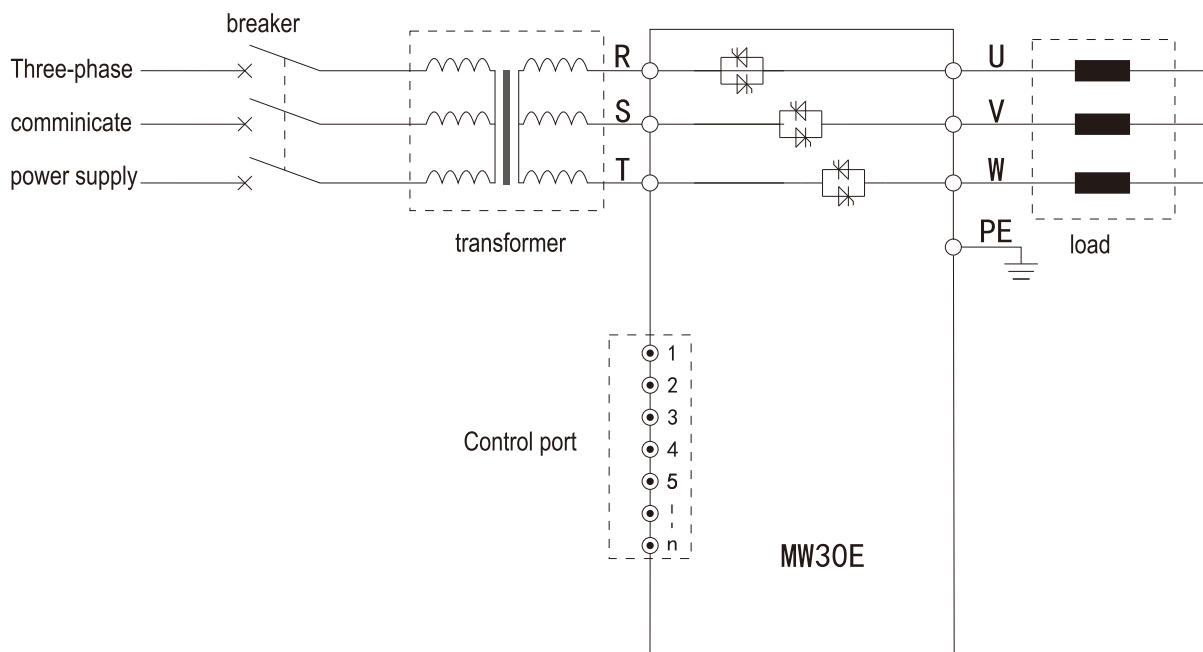 breaker
Three-phase
comminicate
power supply
transformer
R
S
T
U
V
W
PE
load
Control port
1
2
3
4
5
n
MW30E